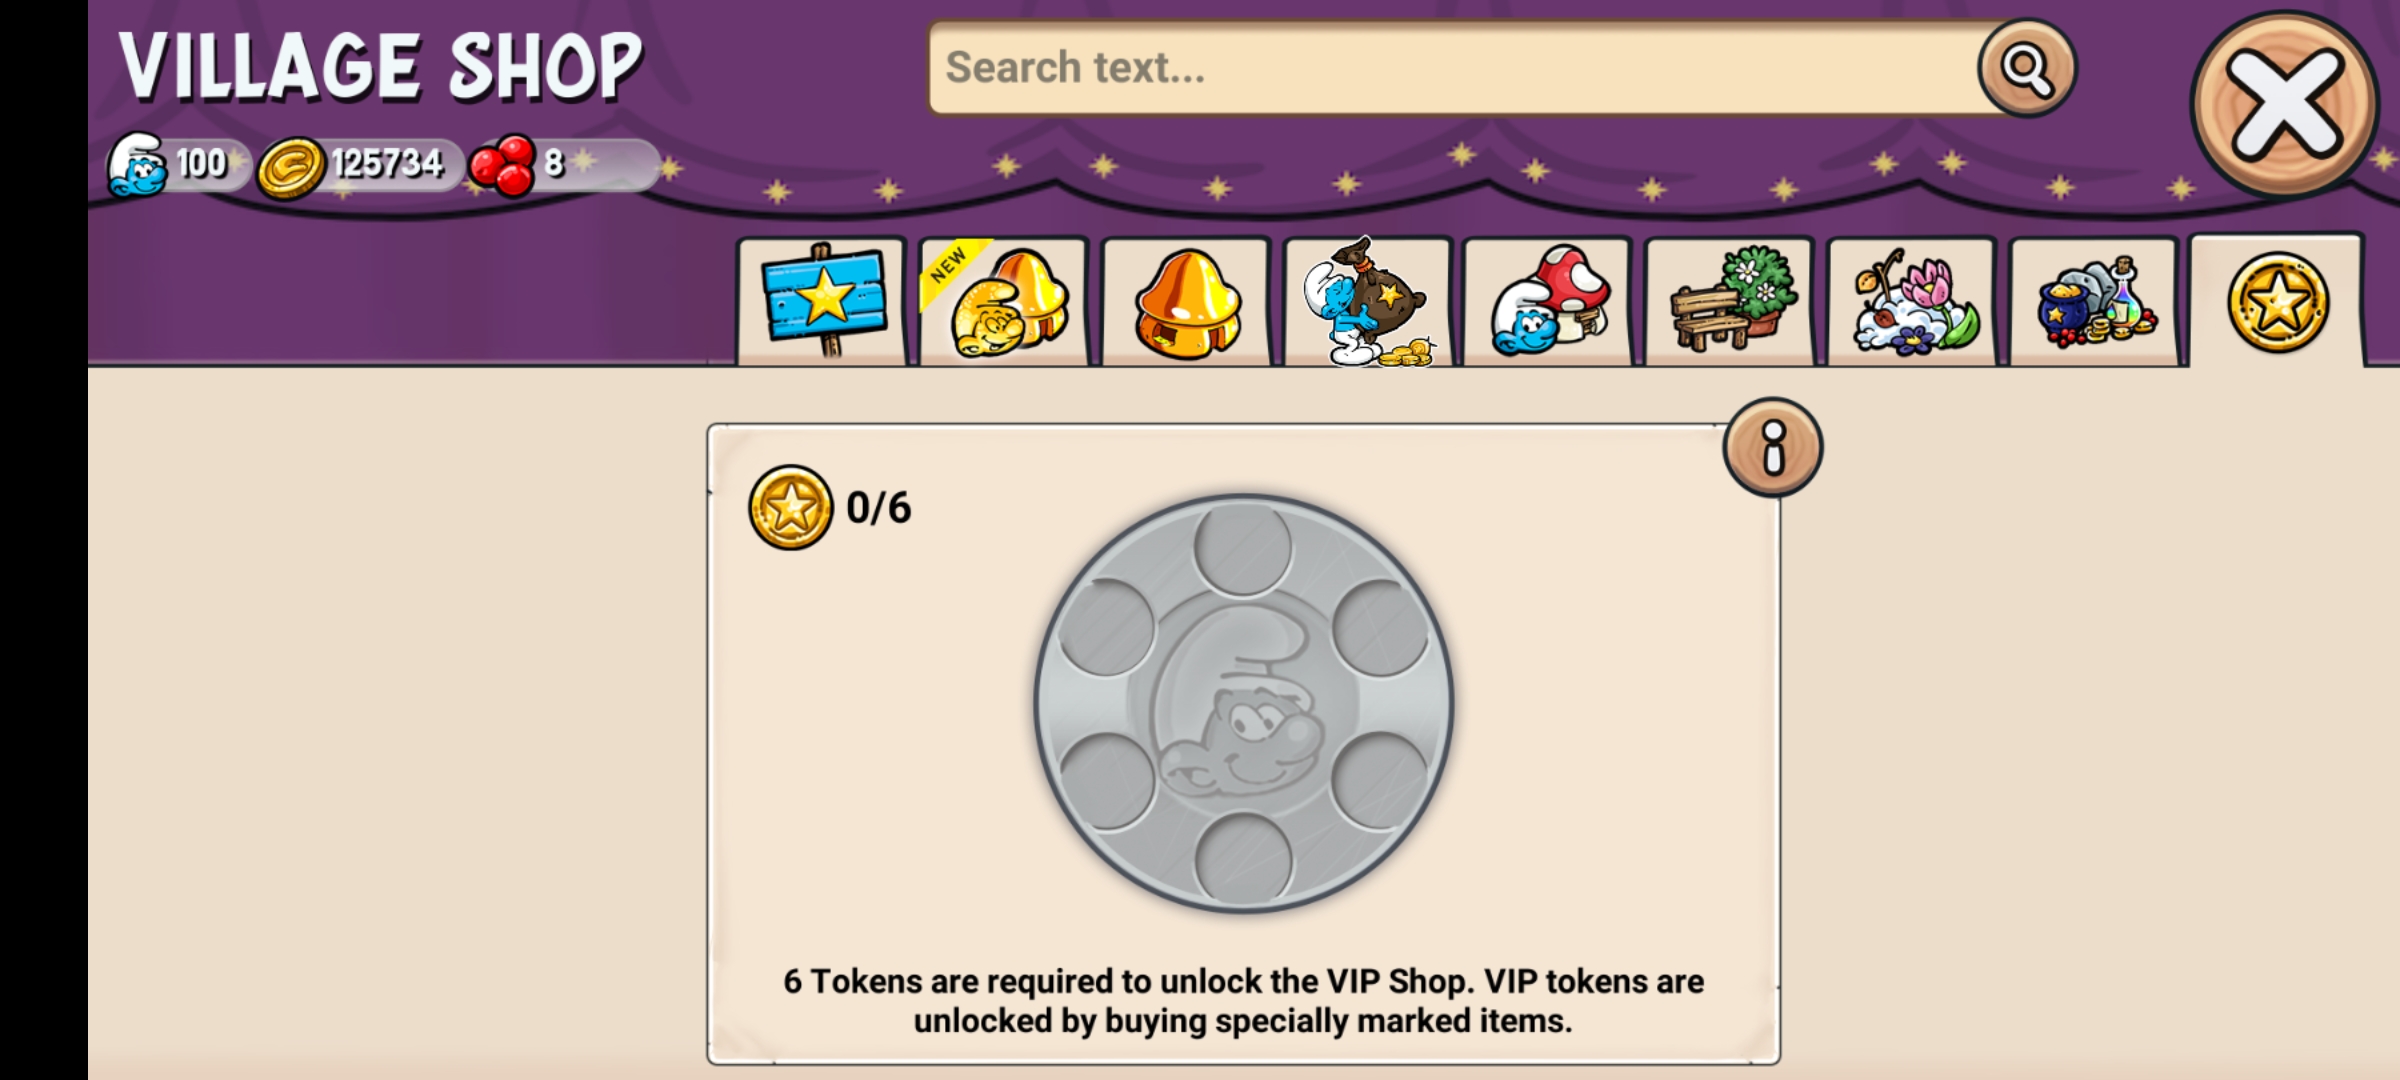 VILLAGE SHOP
Search text...
100
125734
8
NEW
0/6
6 Tokens are required to unlock the VIP Shop. VIP tokens are
unlocked by buying specially marked items.